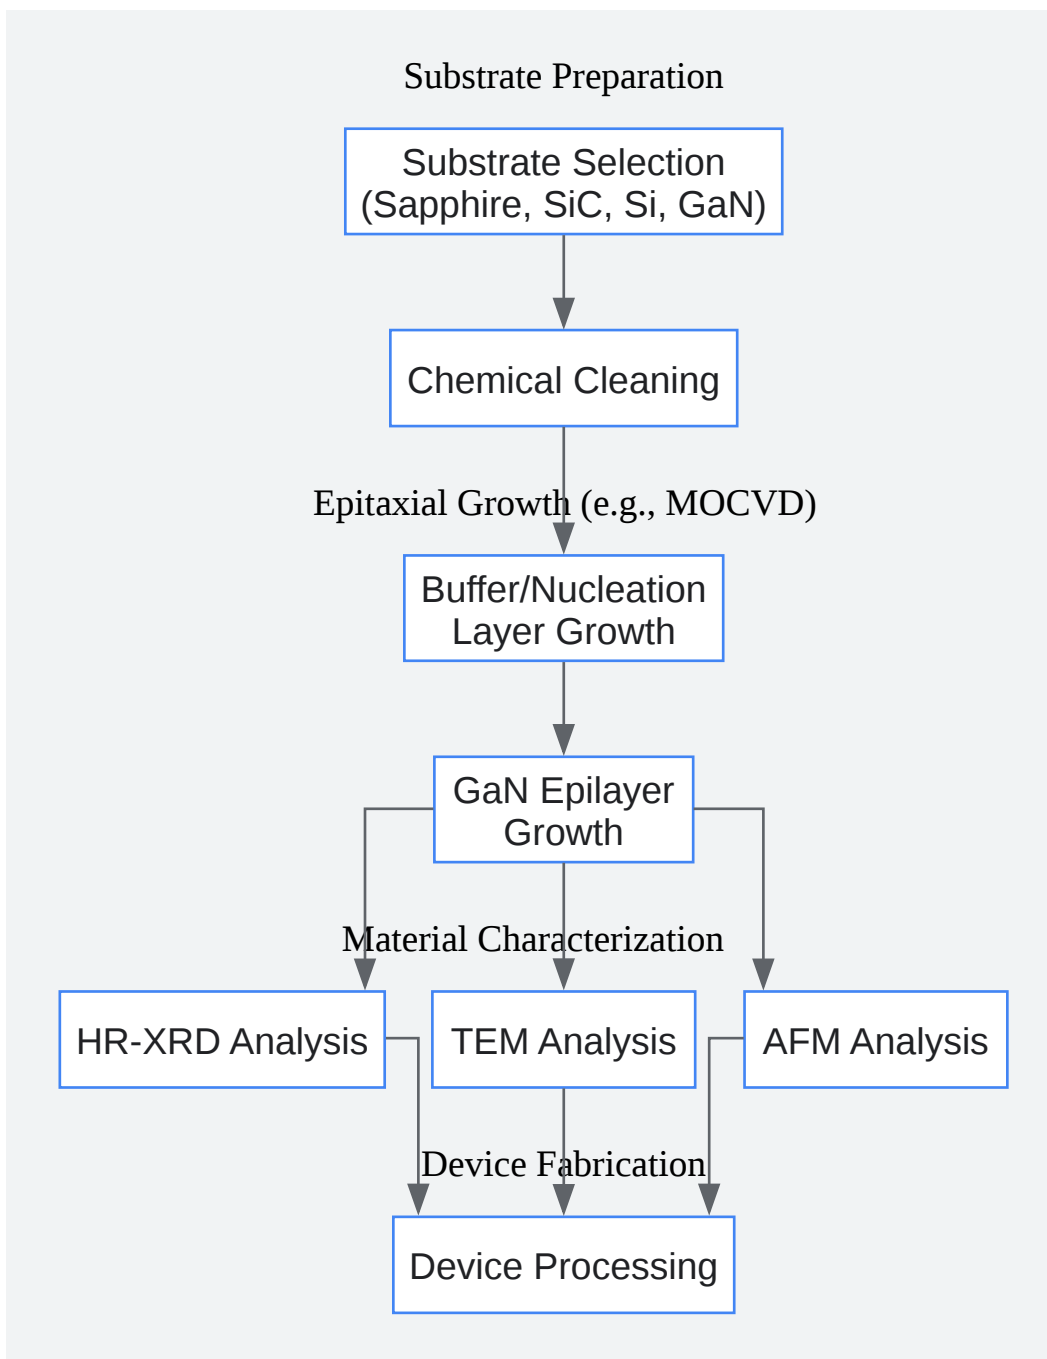 Substrate Preparation
Substrate Selection
(Sapphire, SiC, Si, GaN)
Chemical Cleaning
Epitaxial Growth (e.g., MOCVD)
Buffer/Nucleation
Layer Growth
GaN Epilayer
Growth
Material Characterization
HR-XRD Analysis
TEM Analysis
AFM Analysis
Device Fabrication
Device Processing